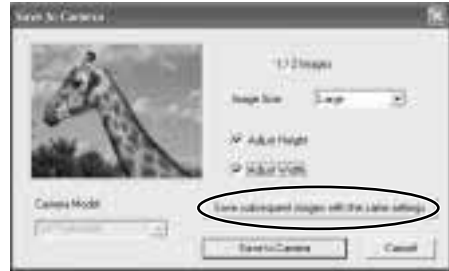 Save to Camera
1 / 2 Images
Image Size: Large
Adjust Height
Adjust Width
Camera Model
Save subsequent images with the same settings
Save to Camera
Cancel